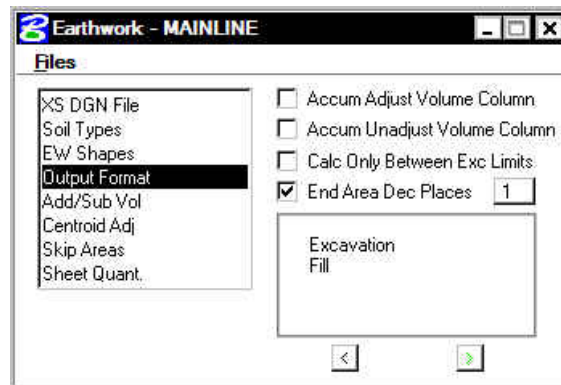 Earthwork - MAINLINE
Files
XS DGN File
Soil Types
EW Shapes
Output Format
Add/Sub Vol
Centroid Adj
Skip Areas
Sheet Quant.
Accum Adjust Volume Column
Accum Unadjust Volume Column
Calc Only Between Exc Limits
End Area Dec Places 1
Excavation
Fill
< >